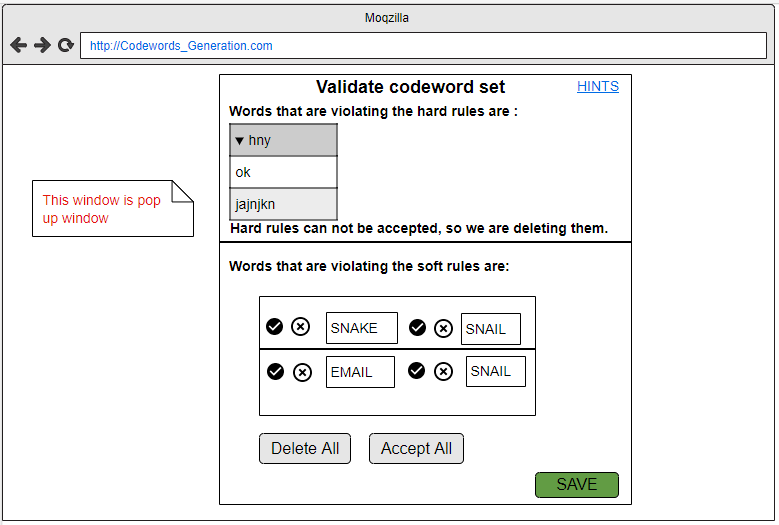 Moqzilla
http://Codewords_Generation.com
Validate codeword set
HINTS
Words that are violating the hard rules are :
hny
ok
jajnjkn
Hard rules can not be accepted, so we are deleting them.
This window is pop
up window
Words that are violating the soft rules are:
SNAKE SNAIL
EMAIL SNAIL
Delete All Accept All
SAVE